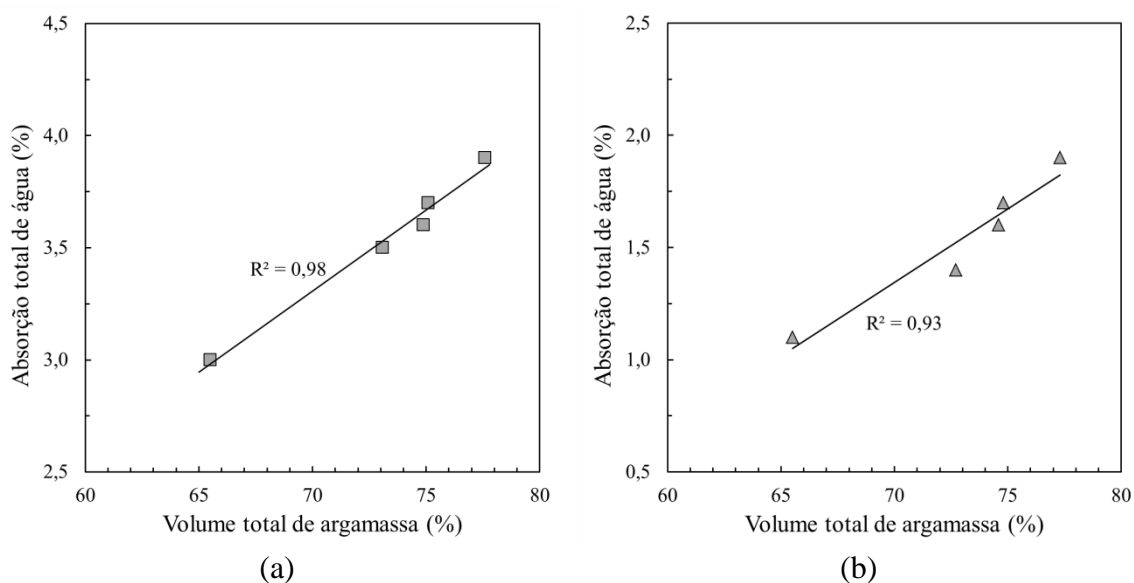 4,5
4,0
3,5
3,0
2,5
Absorção total de água (%)
R² = 0,98
60 65 70 75 80
Volume total de argamassa (%)
(a)
2,5
2,0
1,5
1,0
0,5
Absorção total de água (%)
R² = 0,93
60 65 70 75 80
Volume total de argamassa (%)
(b)